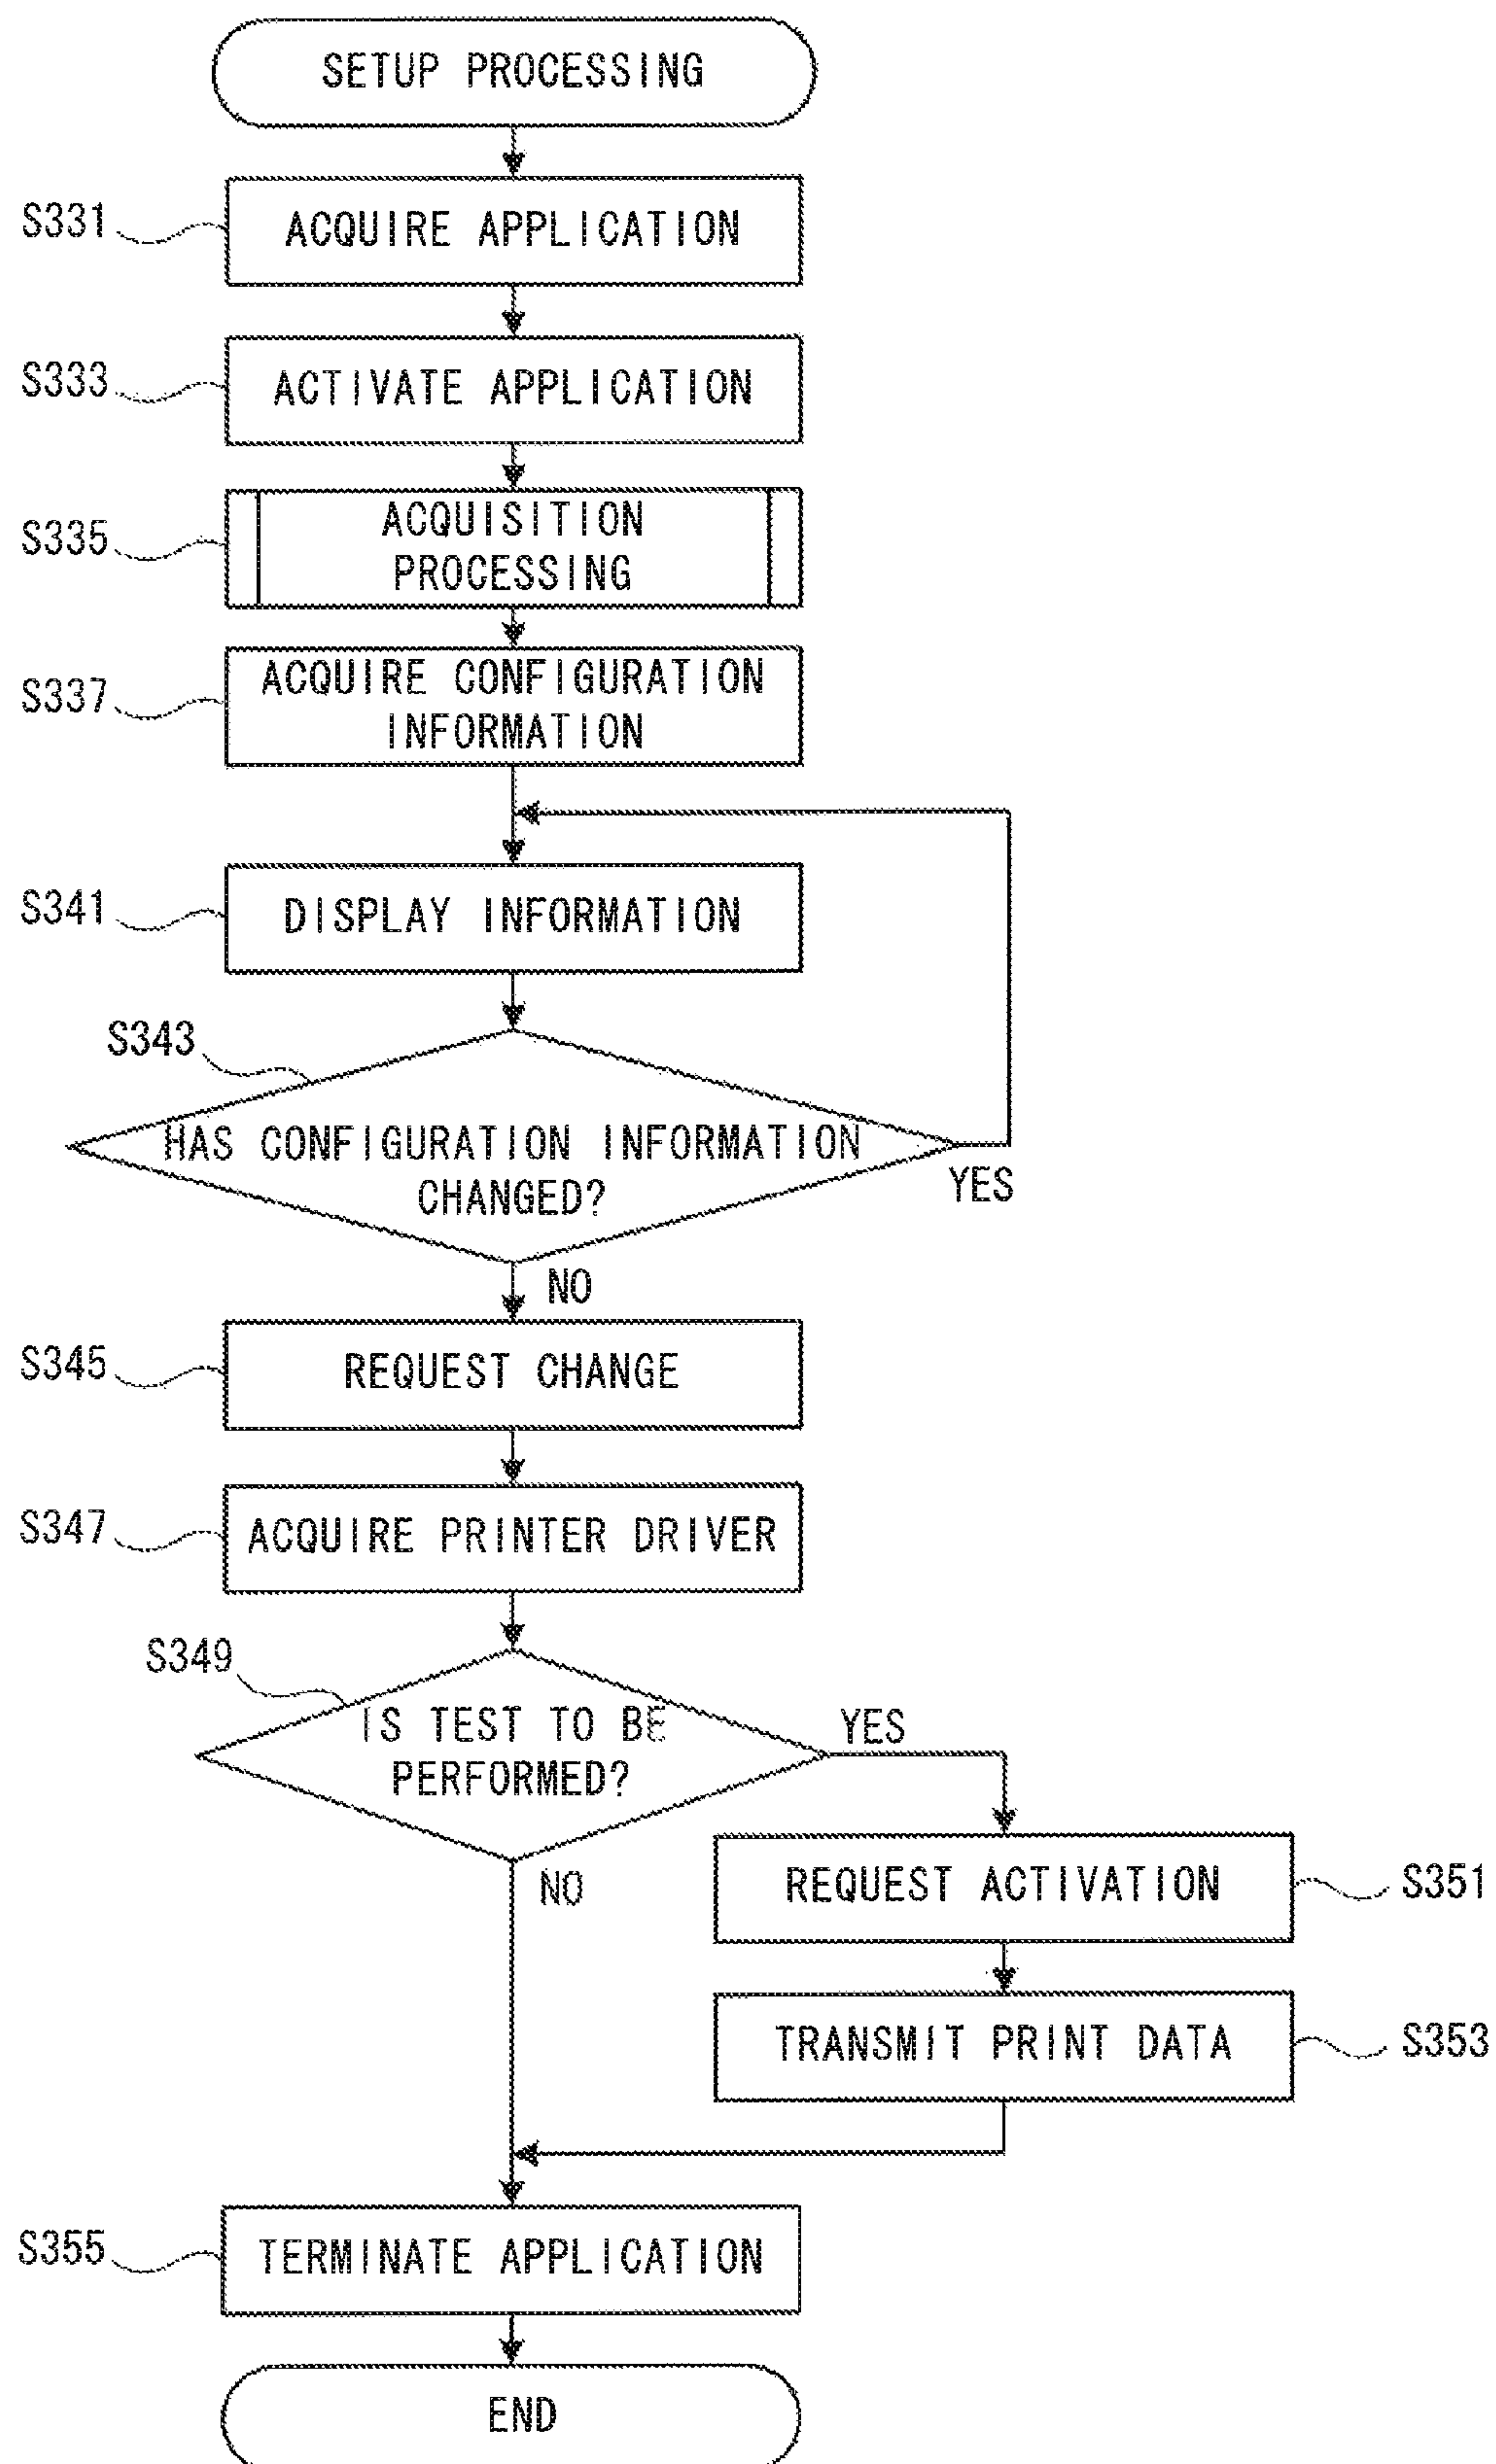 SETUP PROCESSING
S331
ACQUIRE APPLICATION
S333
ACTIVATE APPLICATION
S335
ACQUISITION
PROCESSING
S337
ACQUIRE CONFIGURATION
INFORMATION
S341
DISPLAY INFORMATION
S343
HAS CONFIGURATION INFORMATION
CHANGED?
YES
NO
S345
REQUEST CHANGE
S347
ACQUIRE PRINTER DRIVER
S349
IS TEST TO BE
PERFORMED?
YES
NO
REQUEST ACTIVATION
S351
TRANSMIT PRINT DATA
S353
S355
TERMINATE APPLICATION
END